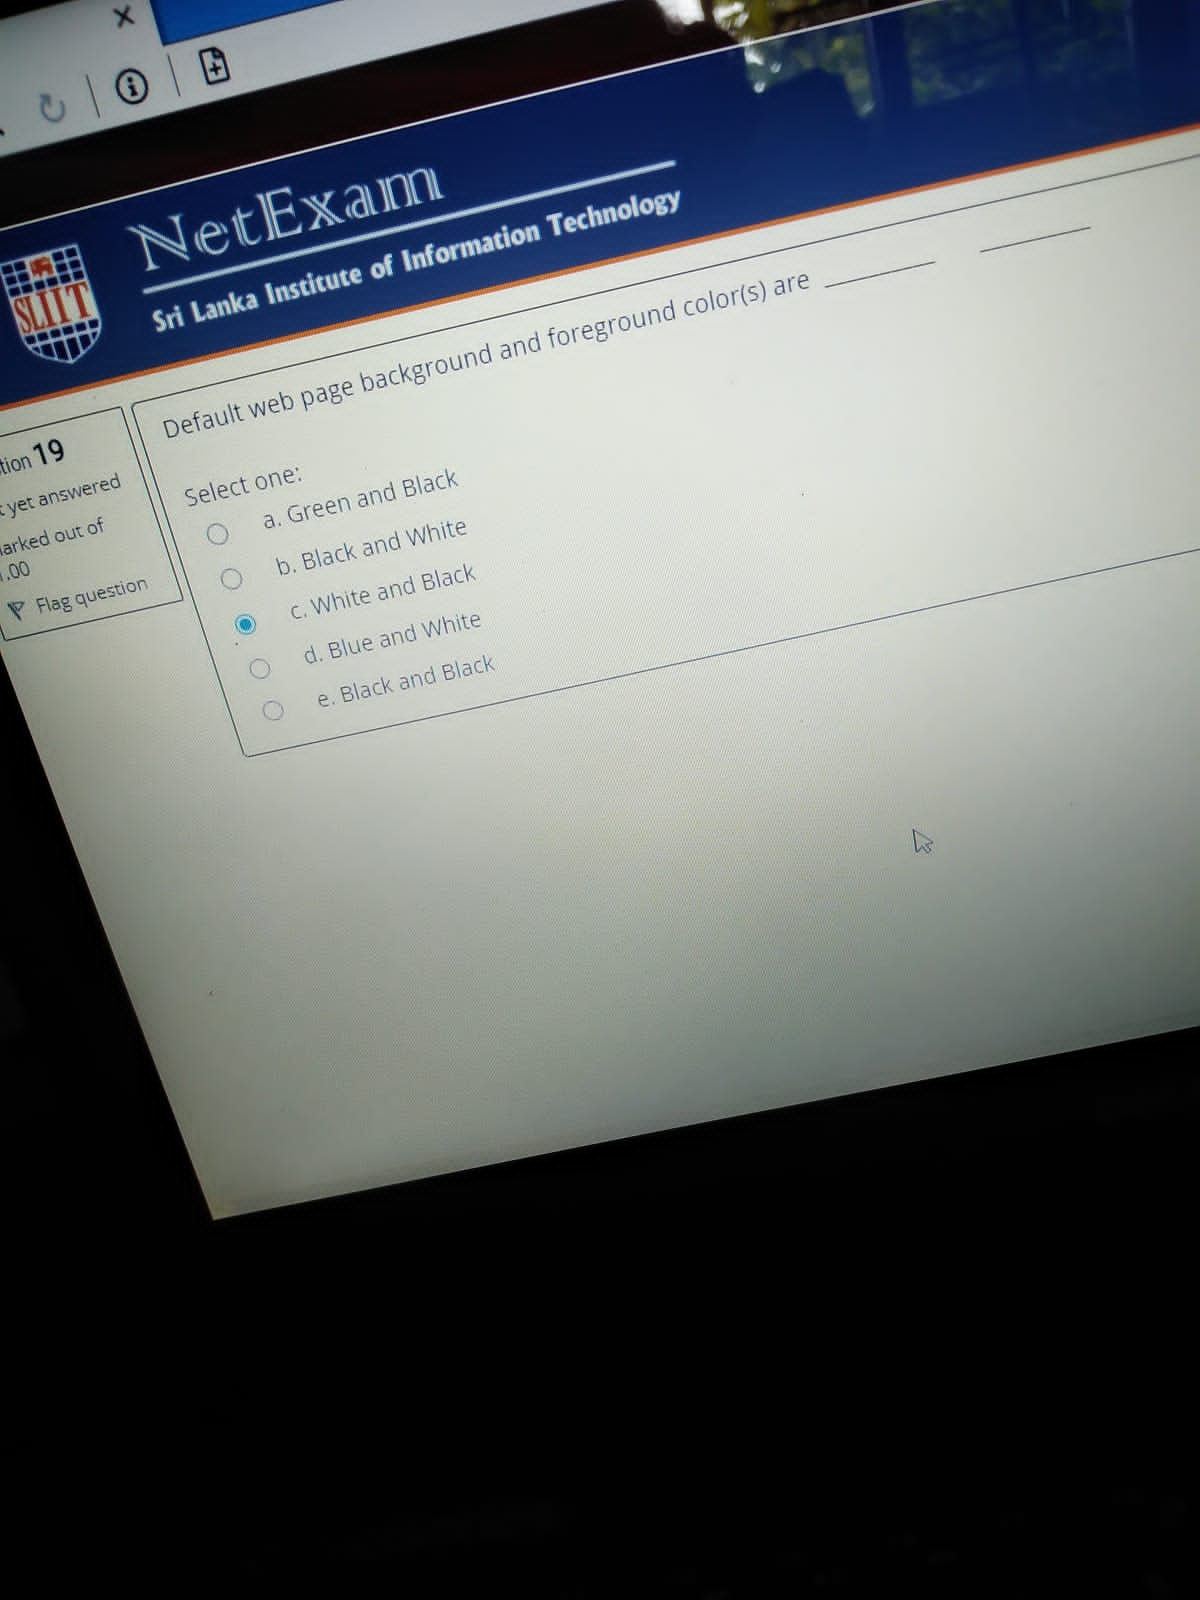 NetExam
Sri Lanka Institute of Information Technology
SLIIT
tion 19
yet answered
arked out of
.00
Flag question
Default web page background and foreground color(s) are ________ ________
Select one:
a. Green and Black
b. Black and White
c. White and Black
d. Blue and White
e. Black and Black